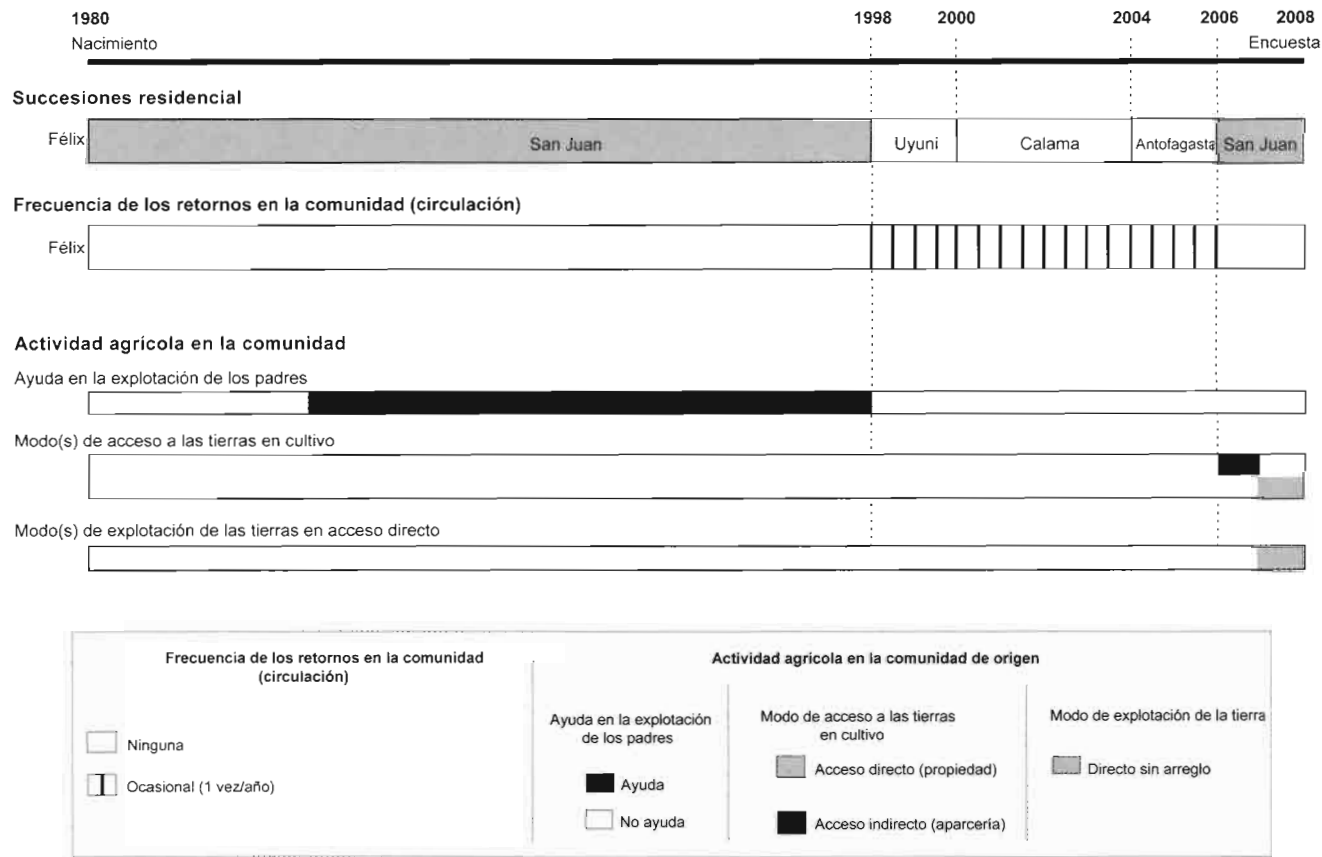 1980 1998 2000 2004 2006 2008
Nacimiento Encuesta
Succesiones residencial
Félix San Juan Uyuni Calama Antofagasta San Juan
Frecuencia de los retornos en la comunidad (circulación)
Félix
Actividad agrícola en la comunidad
Ayuda en la explotación de los padres
Modo(s) de acceso a las tierras en cultivo
Modo(s) de explotación de las tierras en acceso directo
Frecuencia de los retornos en la comunidad
(circulación)
Ninguna
Ocasional (1 vez/año)
Actividad agrícola en la comunidad de origen
Ayuda en la explotación
de los padres
Ayuda
No ayuda
Modo de acceso a las tierras
en cultivo
Acceso directo (propiedad)
Acceso indirecto (aparcería)
Modo de explotación de la tierra
Directo sin arreglo